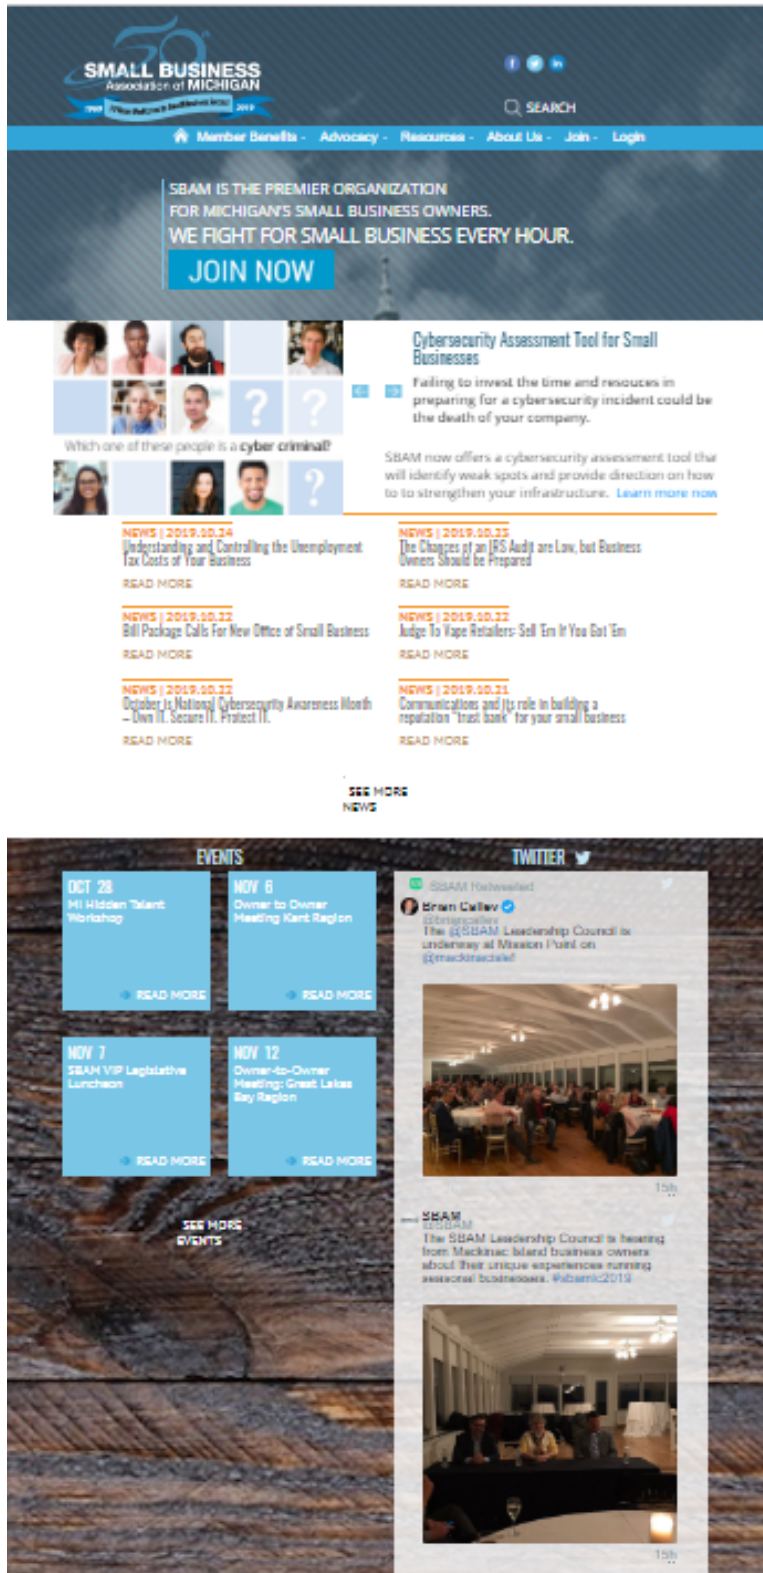 50
SMALL BUSINESS
Association of MICHIGAN
1969
2019
SEARCH
Member Benefits - Advocacy - Resources - About Us - Join - Login
SBAM IS THE PREMIER ORGANIZATION
FOR MICHIGAN'S SMALL BUSINESS OWNERS.
WE FIGHT FOR SMALL BUSINESS EVERY HOUR.
JOIN NOW
? ?
Which one of these people is a cyber criminal?
?
Cybersecurity Assessment Tool for Small
Businesses
Failing to invest the time and resouces in
preparing for a cybersecurity incident could be
the death of your company.
SBAM now offers a cybersecurity assessment tool that
will identify weak spots and provide direction on how
to to strengthen your infrastructure. Learn more now
NEWS | 2019.10.24
Understanding and Controlling the Unemployment
Tax Costs of Your Business
READ MORE
NEWS | 2019.10.23
The Chances of an IRS Audit are Low, but Business
Owners Should be Prepared
READ MORE
NEWS | 2019.10.22
Bill Package Calls For New Office of Small Business
READ MORE
NEWS | 2019.10.22
Judge To Vape Retailers: Sell 'Em If You Got 'Em
READ MORE
NEWS | 2019.10.22
October is National Cybersecurity Awareness Month
– Own IT. Secure IT. Protect IT.
READ MORE
NEWS | 2019.10.21
Communications and its role in building a
reputation "trust bank" for your small business
READ MORE
SEE MORE
NEWS
EVENTS
OCT 28
MI Hidden Talent
Workshop
READ MORE
NOV 6
Owner to Owner
Meeting Kent Region
READ MORE
NOV 7
SBAM VIP Legislative
Luncheon
READ MORE
NOV 12
Owner-to-Owner
Meeting: Great Lakes
Bay Region
READ MORE
SEE MORE
EVENTS
TWITTER
SBAM Retweeted
Brian Calley
@briancalley
The @SBAM Leadership Council is
underway at Mission Point on
@mackinacisle!
15h
SBAM
@SBAM
The SBAM Leadership Council is hearing
from Mackinac Island business owners
about their unique experiences running
seasonal businesses. #sbamlc2019
15h